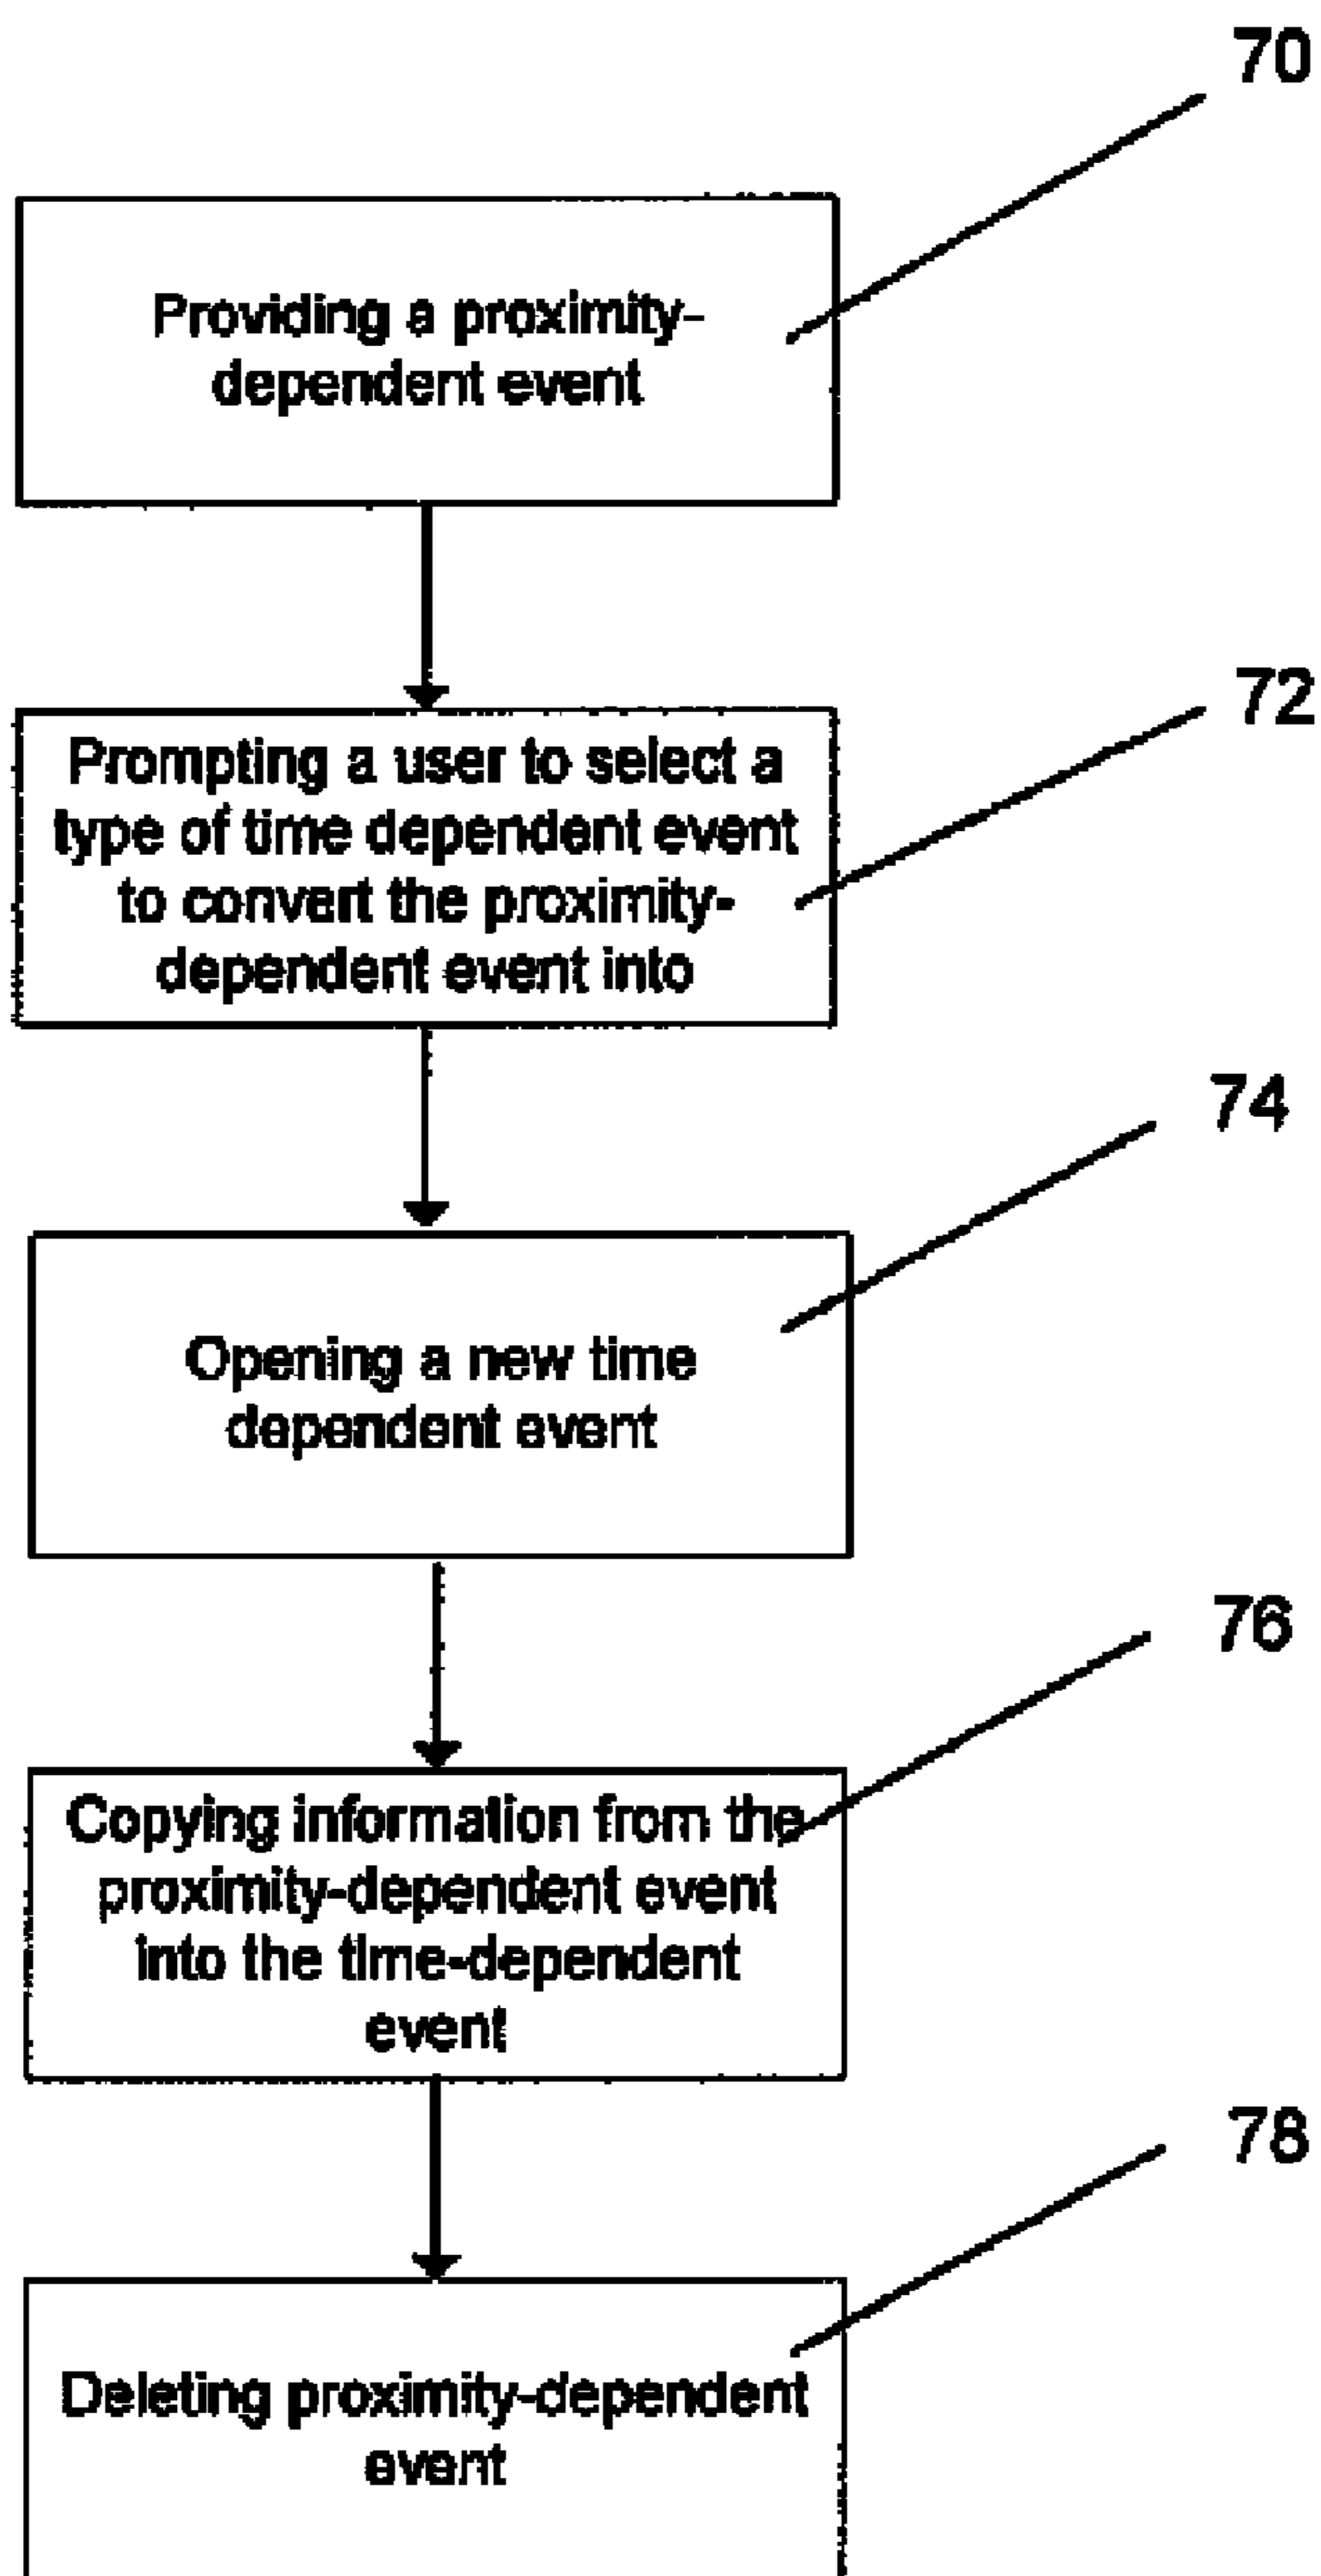 70
Providing a proximity-
dependent event
72
Prompting a user to select a
type of time dependent event
to convert the proximity-
dependent event into
74
Opening a new time
dependent event
76
Copying information from the
proximity-dependent event
into the time-dependent
event
78
Deleting proximity-dependent
event